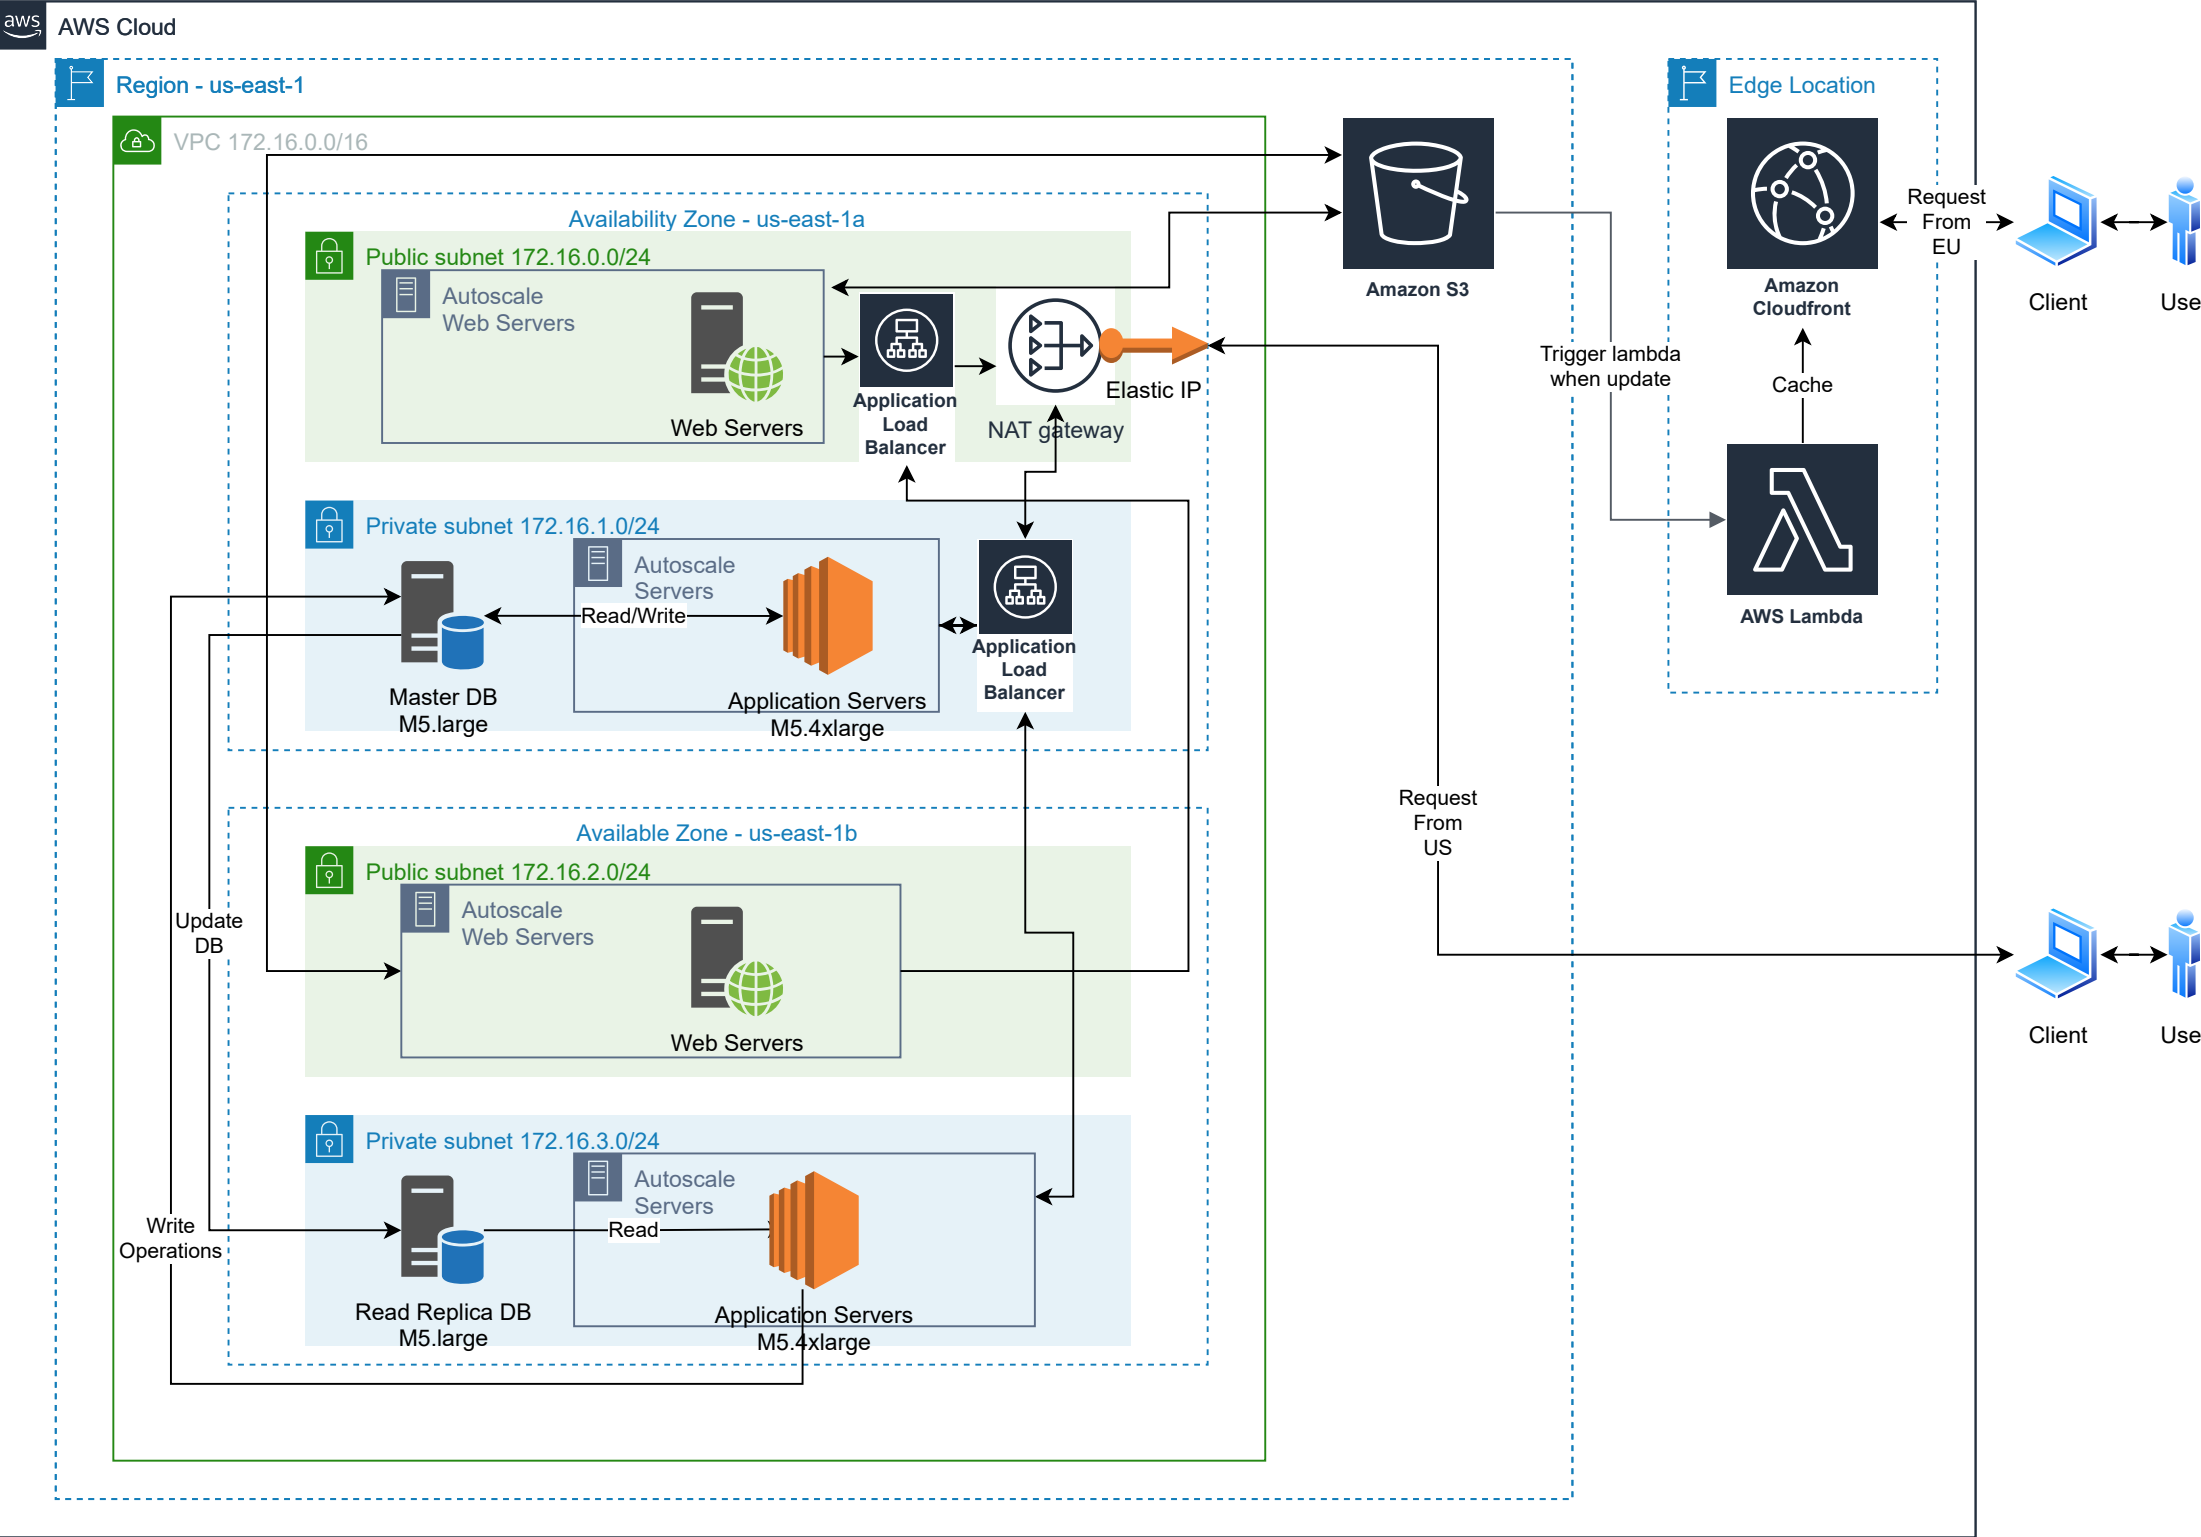 aws
AWS Cloud
Region - us-east-1
Edge Location
VPC 172.16.0.0/16
Availability Zone - us-east-1a
Public subnet 172.16.0.0/24
Autoscale
Web Servers
Web Servers
Application
Load
Balancer
NAT gateway
Elastic IP
Amazon S3
Amazon
Cloudfront
Request
From
EU
Client
Use
Trigger lambda
when update
Cache
AWS Lambda
Private subnet 172.16.1.0/24
Autoscale
Servers
Read/Write
Master DB
M5.large
Application Servers
M5.4xlarge
Application
Load
Balancer
Request
From
US
Client
Use
Available Zone - us-east-1b
Public subnet 172.16.2.0/24
Autoscale
Web Servers
Web Servers
Update
DB
Private subnet 172.16.3.0/24
Autoscale
Servers
Read
Write
Operations
Read Replica DB
M5.large
Application Servers
M5.4xlarge